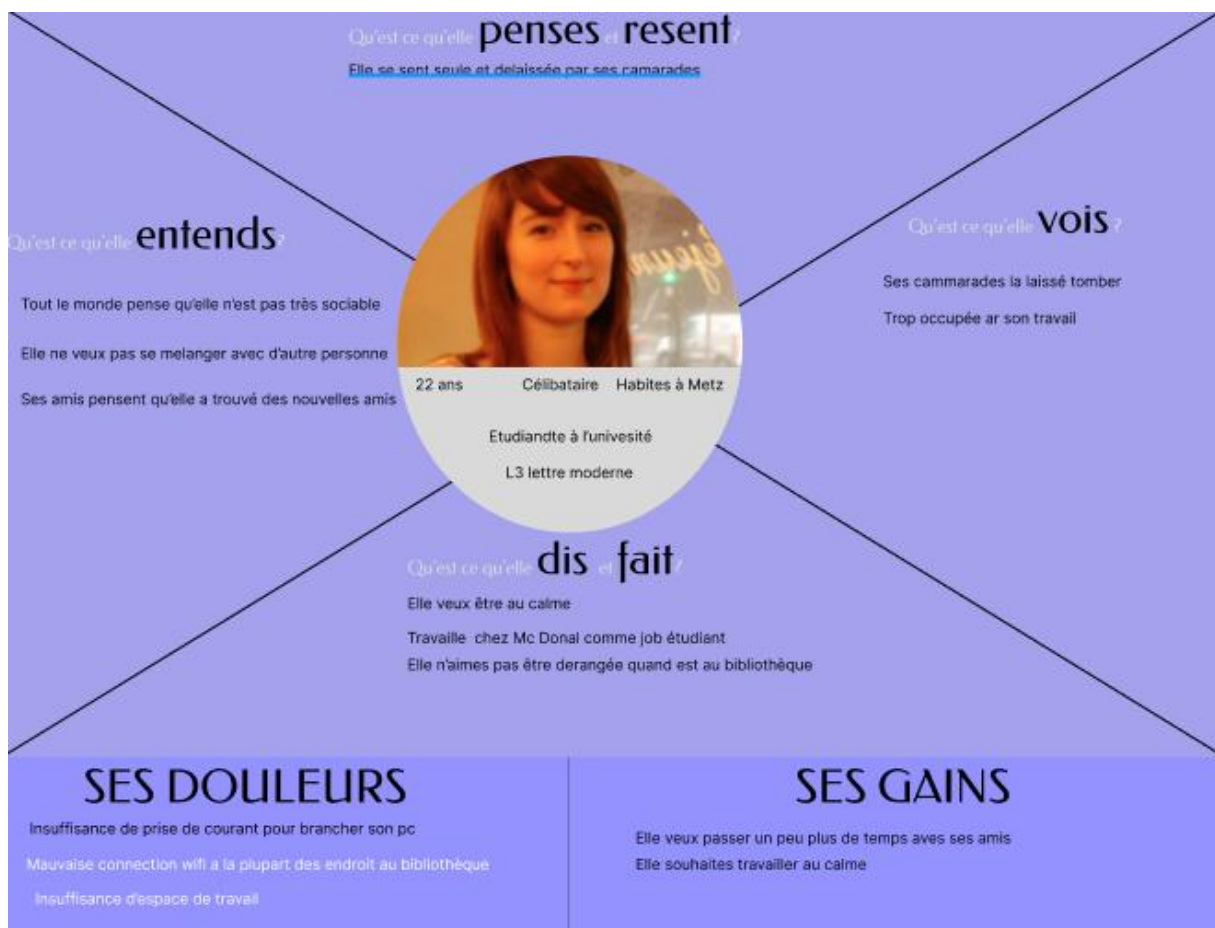 Qu'est ce qu'elle penses et resent?
Elle se sent seule et delaissée par ses camarades
Qu'est ce qu'elle entends?
Tout le monde pense qu'elle n'est pas très sociable
Elle ne veux pas se melanger avec d'autre personne
Ses amis pensent qu'elle a trouvé des nouvelles amis
Qu'est ce qu'elle vois ?
Ses cammarades la laissé tomber
Trop occupée ar son travail
éjeun
22 ans Célibataire Habites à Metz
Etudiandte à l'univesité
L3 lettre moderne
Qu'est ce qu'elle dis et fait?
Elle veux être au calme
Travaille chez Mc Donal comme job étudiant
Elle n'aimes pas être derangée quand est au bibliothèque
SES DOULEURS
Insuffisance de prise de courant pour brancher son pc
Mauvaise connection wifi a la plupart des endroit au bibliothèque
Insuffisance d'espace de travail
SES GAINS
Elle veux passer un peu plus de temps aves ses amis
Elle souhaites travailler au calme